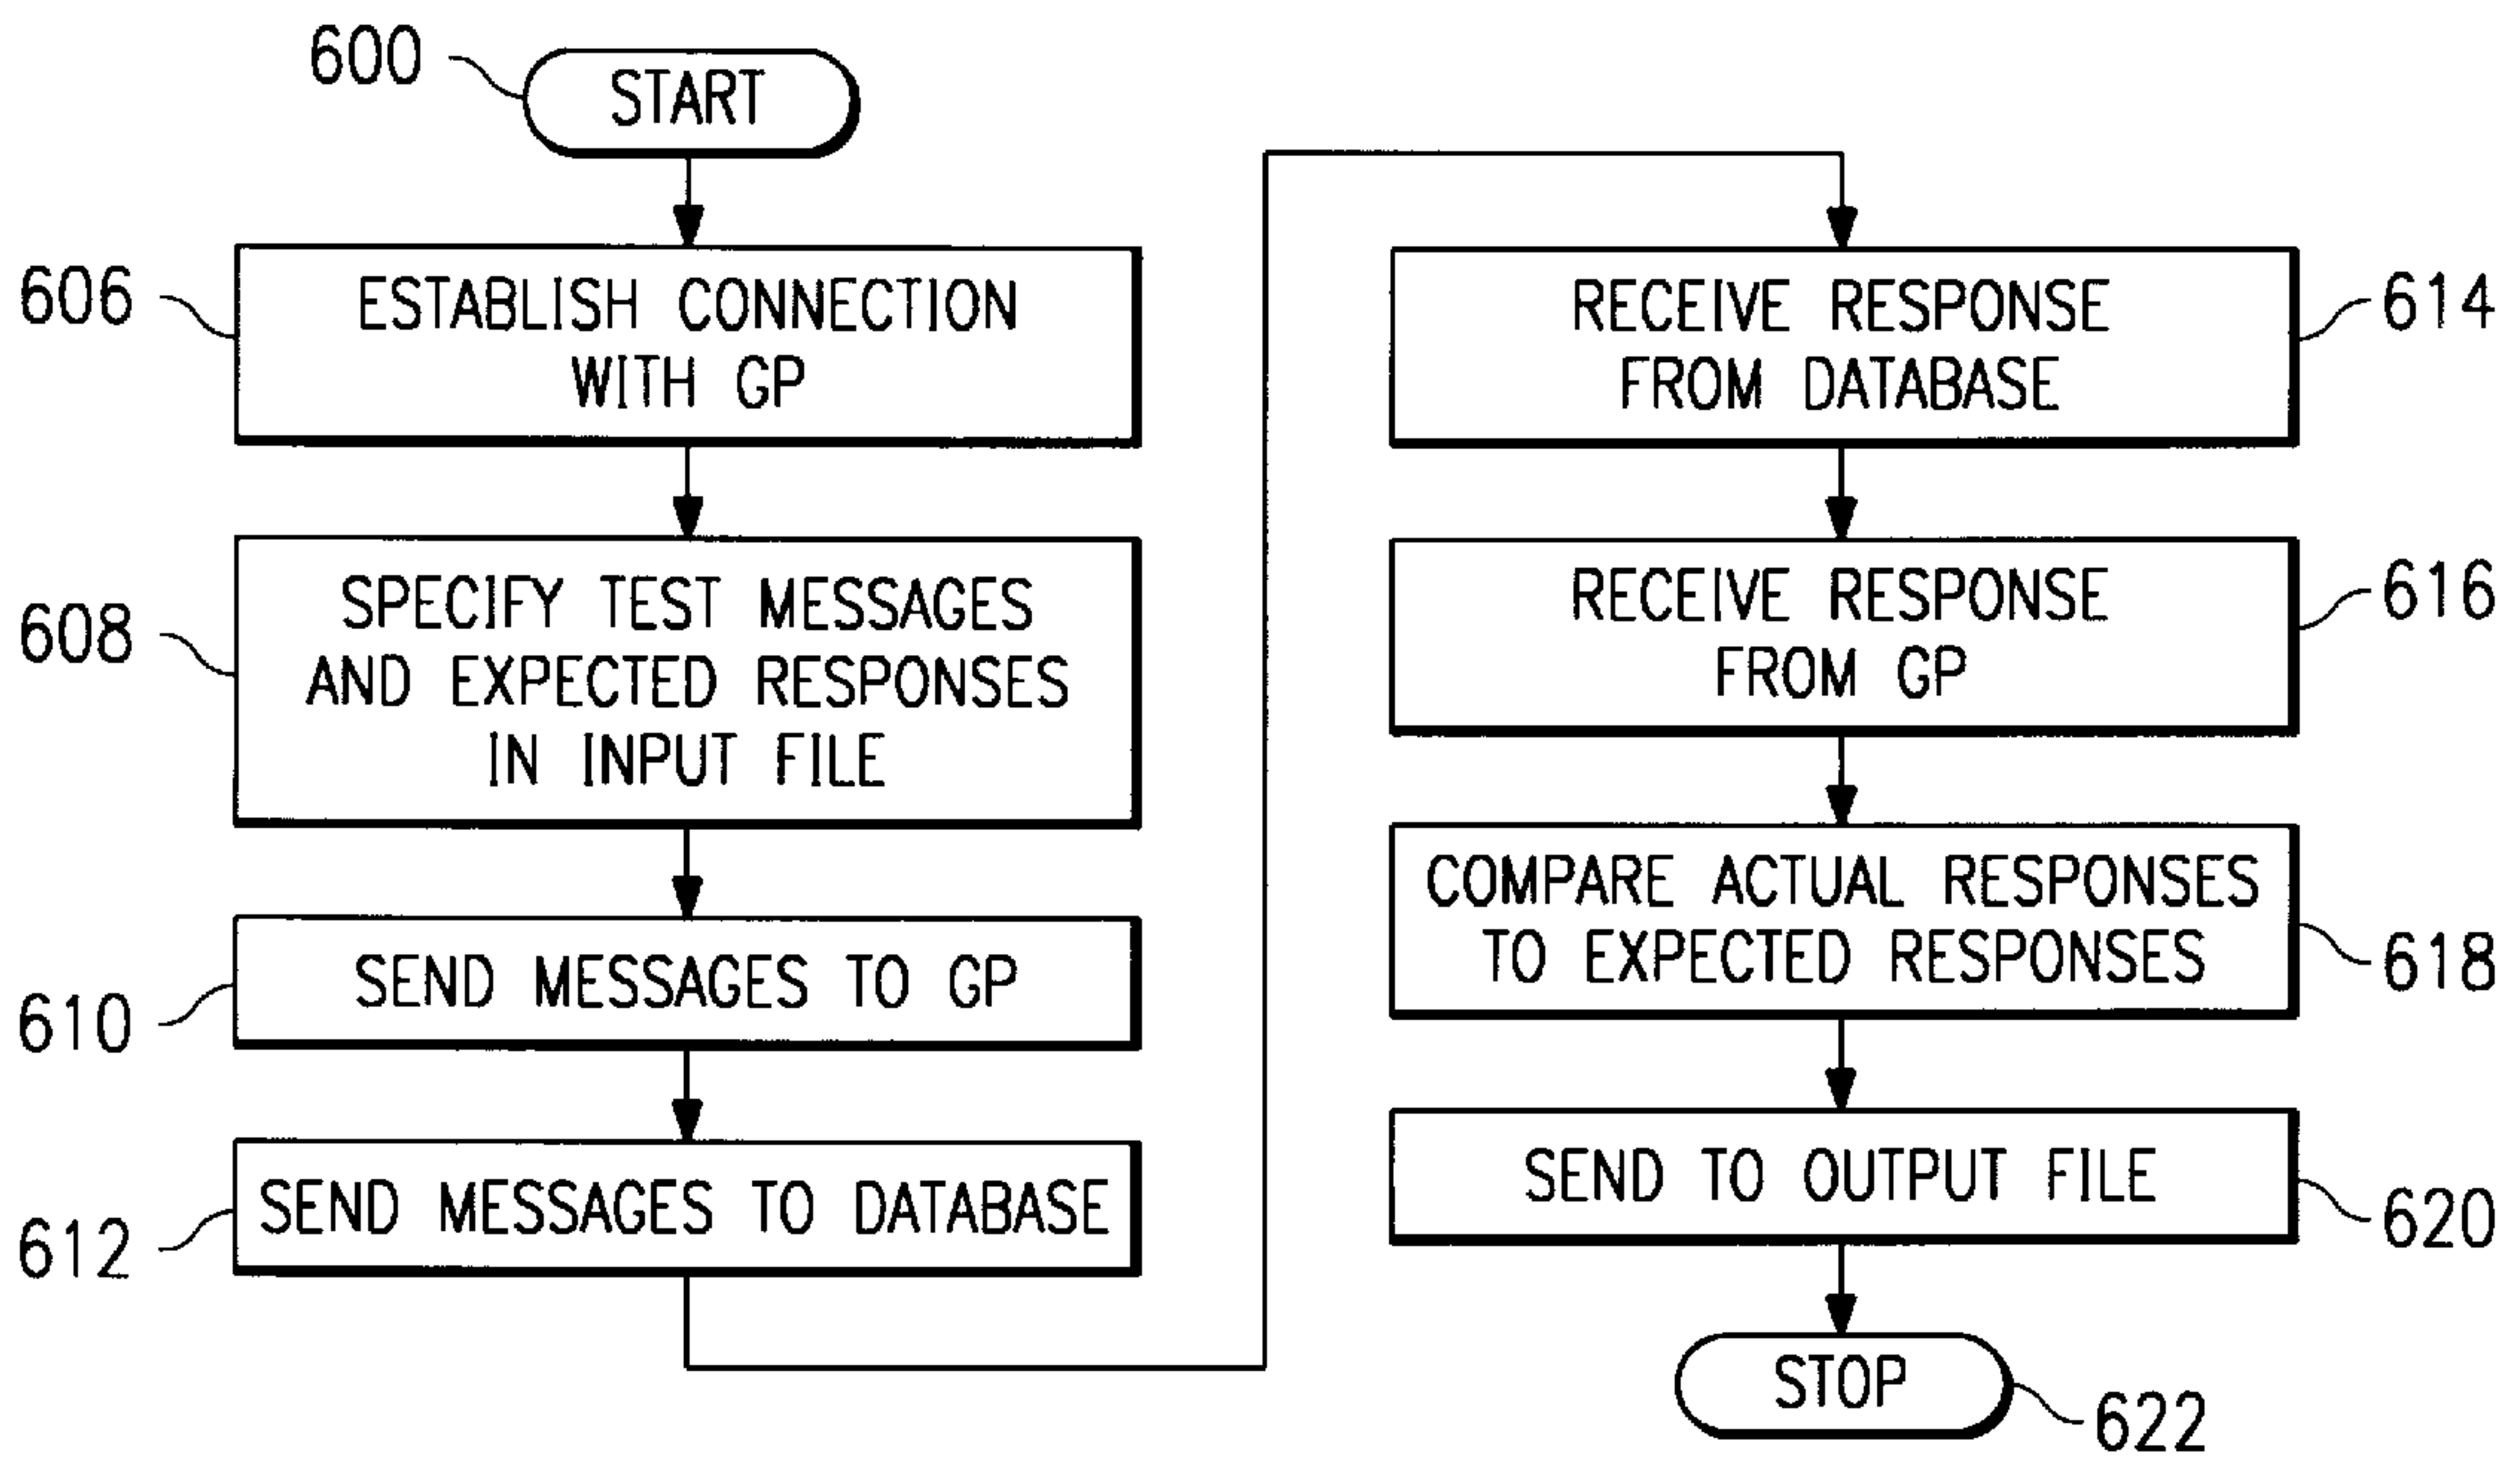 600
START
606
ESTABLISH CONNECTION
WITH GP
608
SPECIFY TEST MESSAGES
AND EXPECTED RESPONSES
IN INPUT FILE
610
SEND MESSAGES TO GP
612
SEND MESSAGES TO DATABASE
RECEIVE RESPONSE
FROM DATABASE
614
RECEIVE RESPONSE
FROM GP
616
COMPARE ACTUAL RESPONSES
TO EXPECTED RESPONSES
618
SEND TO OUTPUT FILE
620
STOP
622